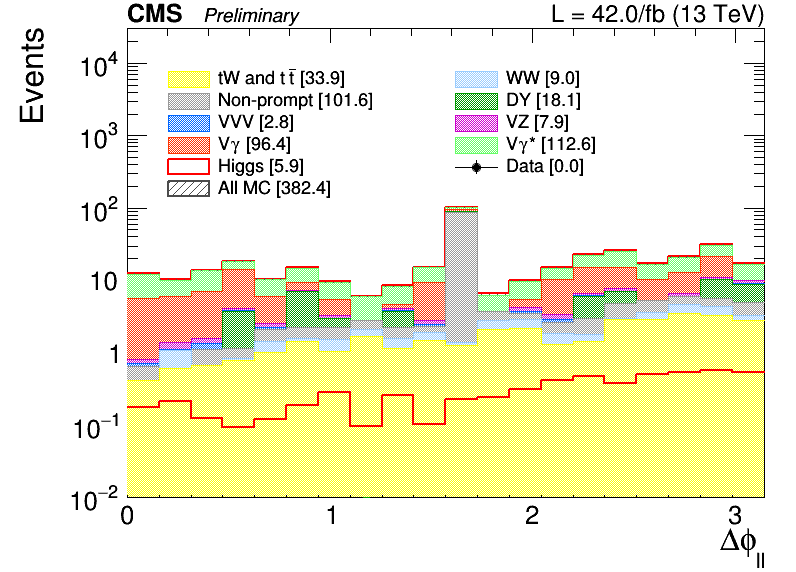 CMS Preliminary L = 42.0/fb (13 TeV)
Events
10⁴
10³
10²
10
1
10⁻¹
10⁻²
tW and t t̄ [33.9]
Non-prompt [101.6]
VVV [2.8]
Vγ [96.4]
Higgs [5.9]
All MC [382.4]
WW [9.0]
DY [18.1]
VZ [7.9]
Vγ* [112.6]
Data [0.0]
0 1 2 3
Δϕ_ll